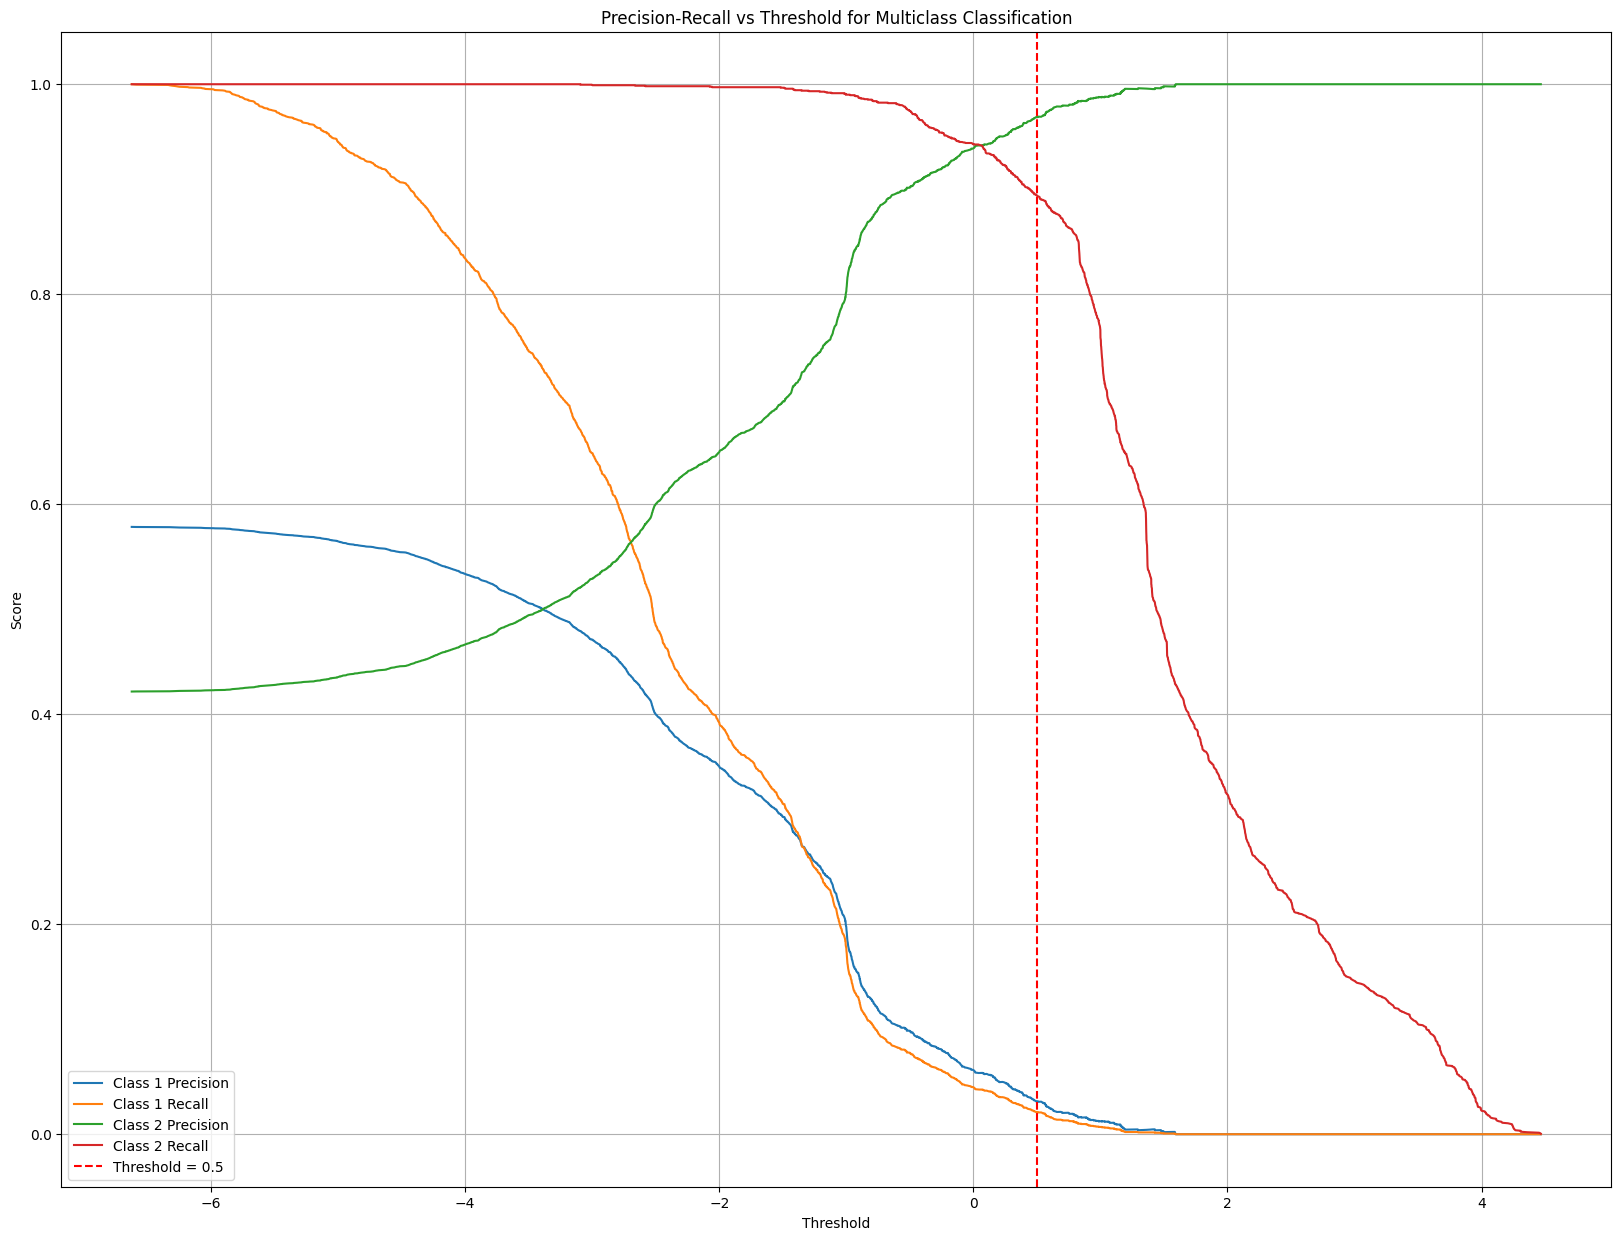 Precision-Recall vs Threshold for Multiclass Classification
1.0
0.8
0.6
0.4
0.2
0.0
Score
Class 1 Precision
Class 1 Recall
Class 2 Precision
Class 2 Recall
Threshold = 0.5
−6
−4
−2
0
2
4
Threshold